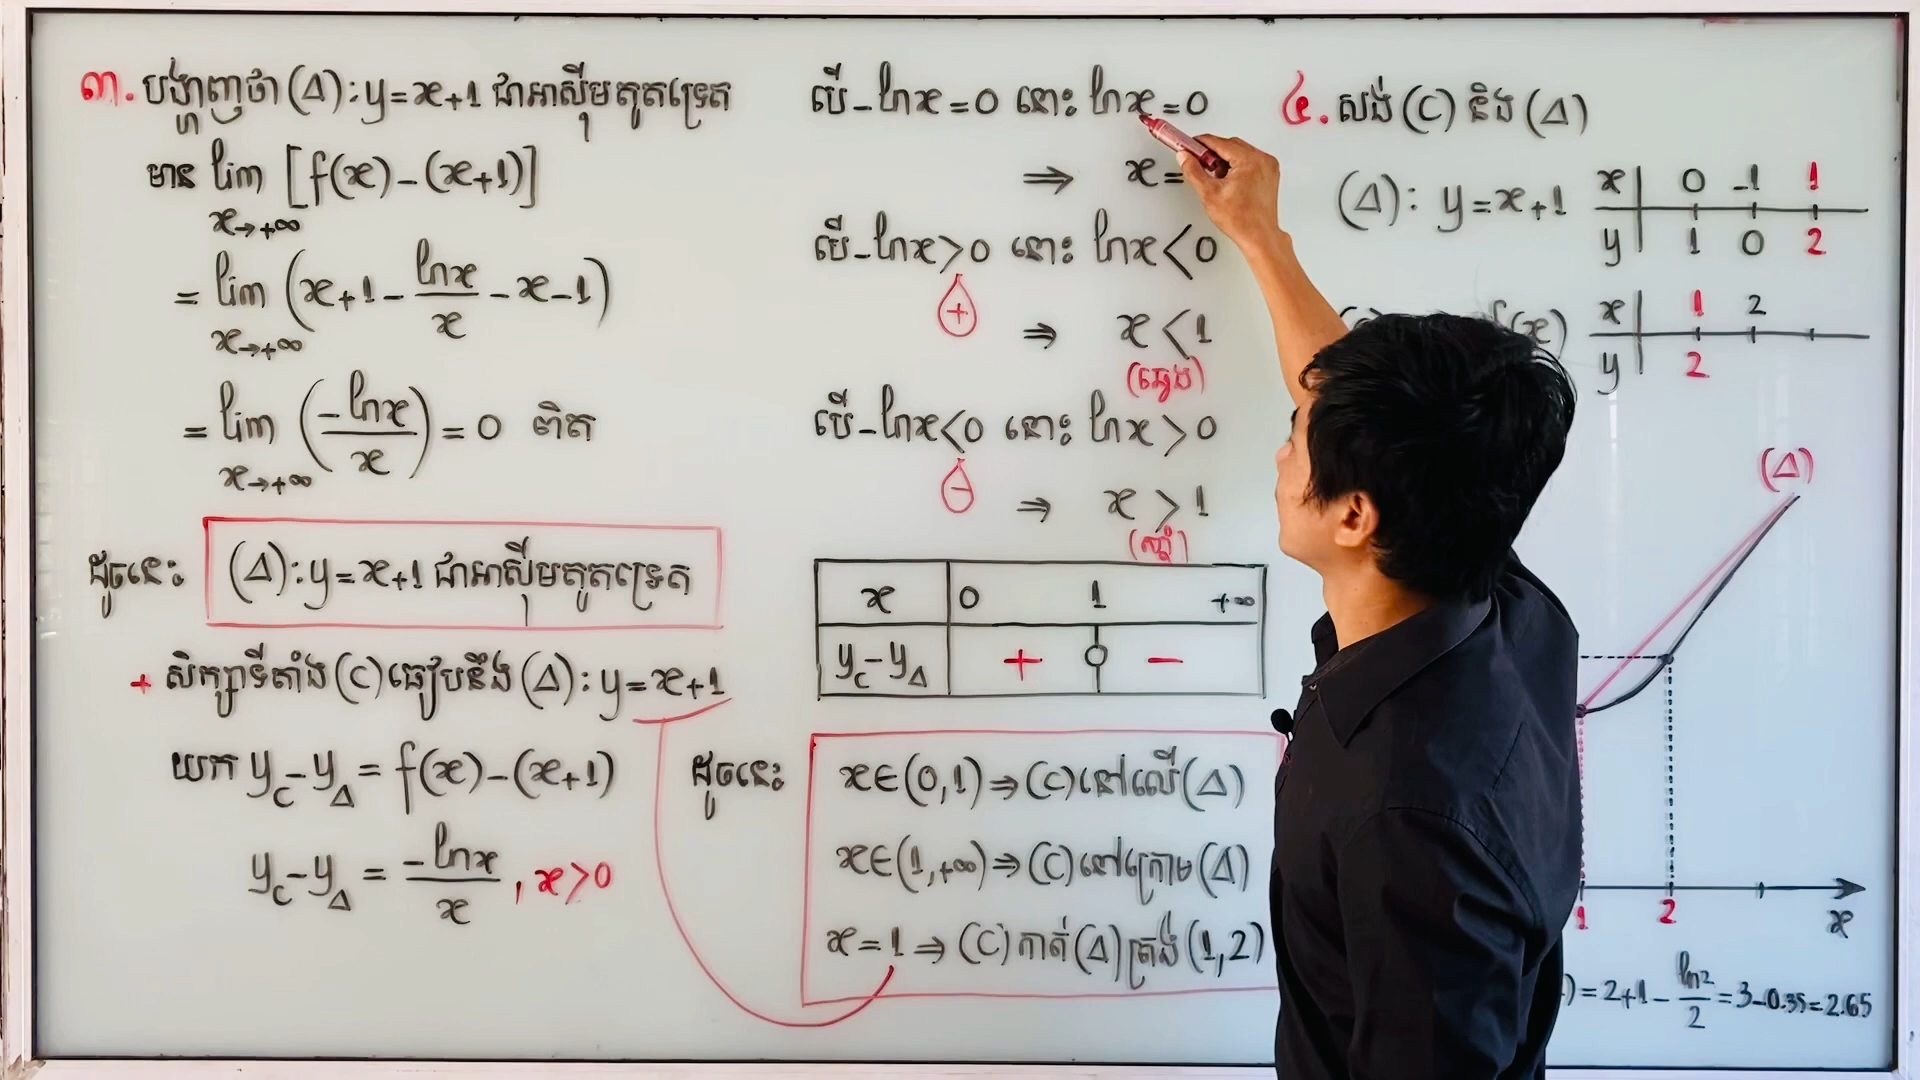 ៣. បង្ហាញថា (Δ): y = x+1 ជាអាស៊ីមតូតទ្រេត
មាន lim [f(x) - (x+1)]
x→+∞
= lim (x+1 - lnx/x - x - 1)
x→+∞
= lim (-lnx/x) = 0 ពិត
x→+∞
ដូចនេះ (Δ): y = x+1 ជាអាស៊ីមតូតទ្រេត
+ សិក្សាទីតាំង (C) ធៀបនឹង (Δ): y = x+1
យក y_C - y_Δ = f(x) - (x+1)
y_C - y_Δ = -lnx/x , x>0
បើ -lnx = 0 នោះ lnx = 0
⇒ x =
បើ -lnx > 0 នោះ lnx < 0
+
⇒ x < 1
(ឆ្វេង)
បើ -lnx < 0 នោះ lnx > 0
-
⇒ x > 1
(ស្តាំ)
x 0 1 +∞
y_C - y_Δ + 0 -
ដូចនេះ x∈(0,1) ⇒ (C) នៅលើ (Δ)
x∈(1,+∞) ⇒ (C) នៅក្រោម (Δ)
x = 1 ⇒ (C) កាត់ (Δ) ត្រង់ (1,2)
៤. សង់ (C) និង (Δ)
(Δ): y = x+1
x 0 -1 1
y 1 0 2
f(x)
x 1 2
y 2
(Δ)
1 2 x
) = 2+1 - ln2/2 = 3-0.35 = 2.65